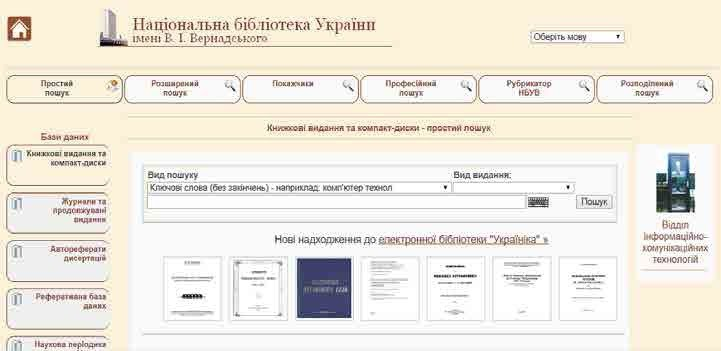 Національна бібліотека України
імені В. І. Вернадського
Оберіть мову
Простий
пошук
Розширений
пошук
Покажчики
Професійний
пошук
Рубрикатор
НБУВ
Розподілений
пошук
Бази даних
Книжкові видання та
компакт-диски
Журнали та
продовжувані
видання
Автореферати
дисертацій
Реферативна база
даних
Наукова періодика
Книжкові видання та компакт-диски - простий пошук
Вид пошуку
Вид видання:
Ключові слова (без закінчень) - наприклад: комп'ютер технол
Пошук
Нові надходження до електронної бібліотеки "Україніка" »
Відділ
інформаційно-
комунікаційних
технологій